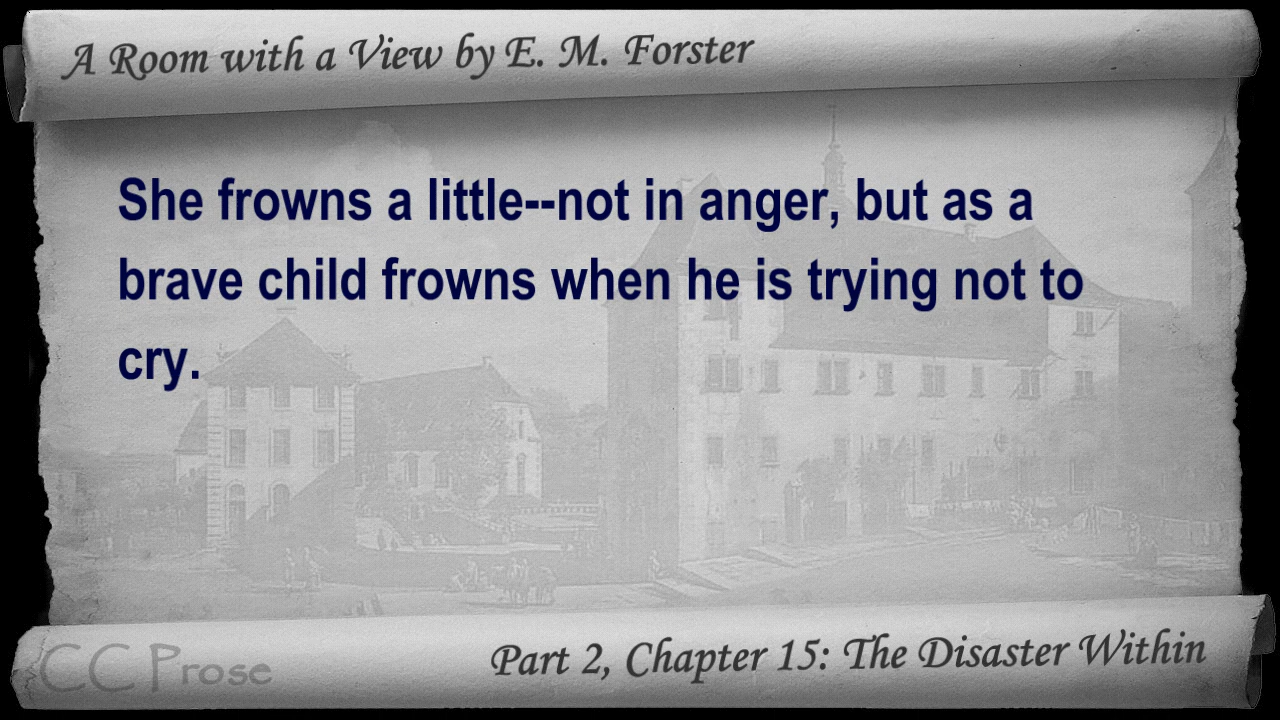 A Room with a View by E. M. Forster
She frowns a little--not in anger, but as a
brave child frowns when he is trying not to
cry.
CC Prose
Part 2, Chapter 15: The Disaster Within